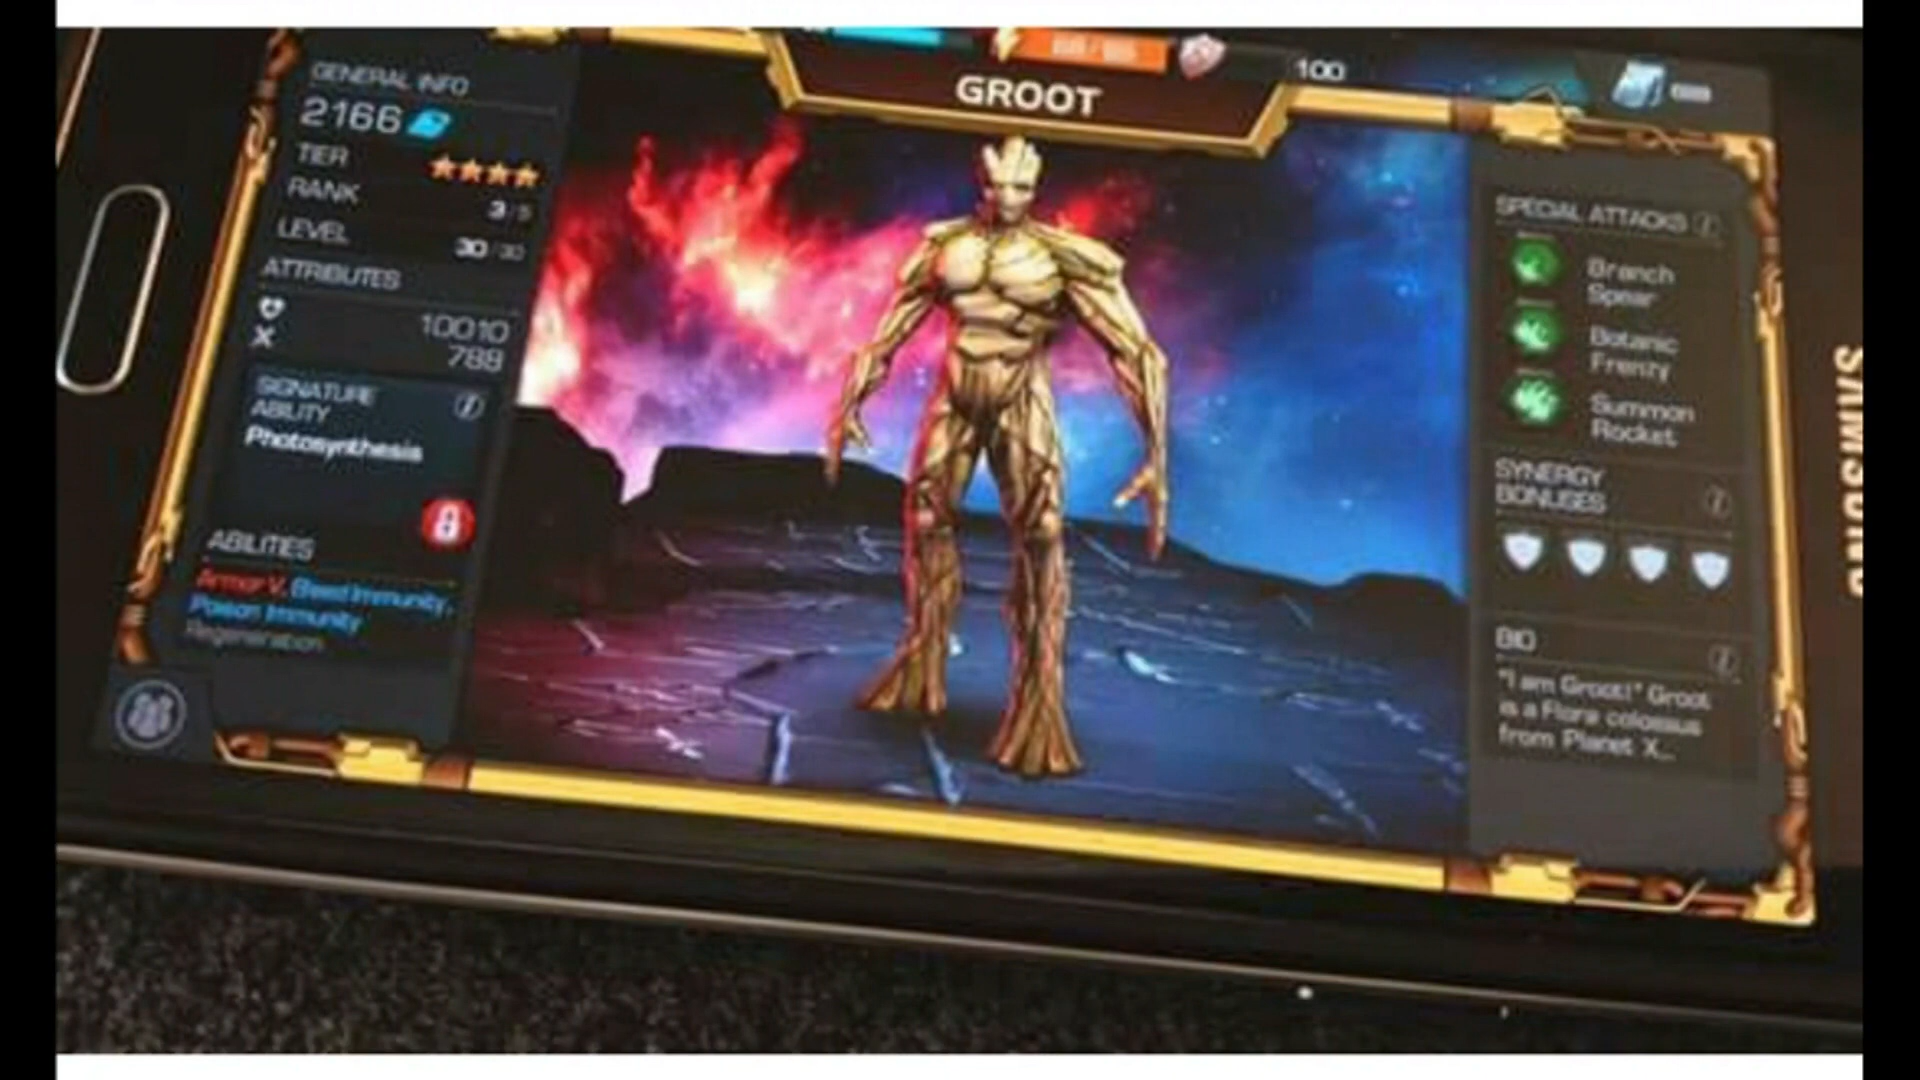 GENERAL INFO
2166
TIER
RANK
3/5
LEVEL
30/30
ATTRIBUTES
10010
788
SIGNATURE
ABILITY
Photosynthesis
ABILITIES
Armor V, Bleed Immunity,
Poison Immunity
Regeneration
100
GROOT
SPECIAL ATTACKS
Branch
Spear
Botanic
Frenzy
Summon
Rocket
SYNERGY
BONUSES
BIO
"I am Groot!" Groot
is a Flora colossus
from Planet X...
SAMSUNG